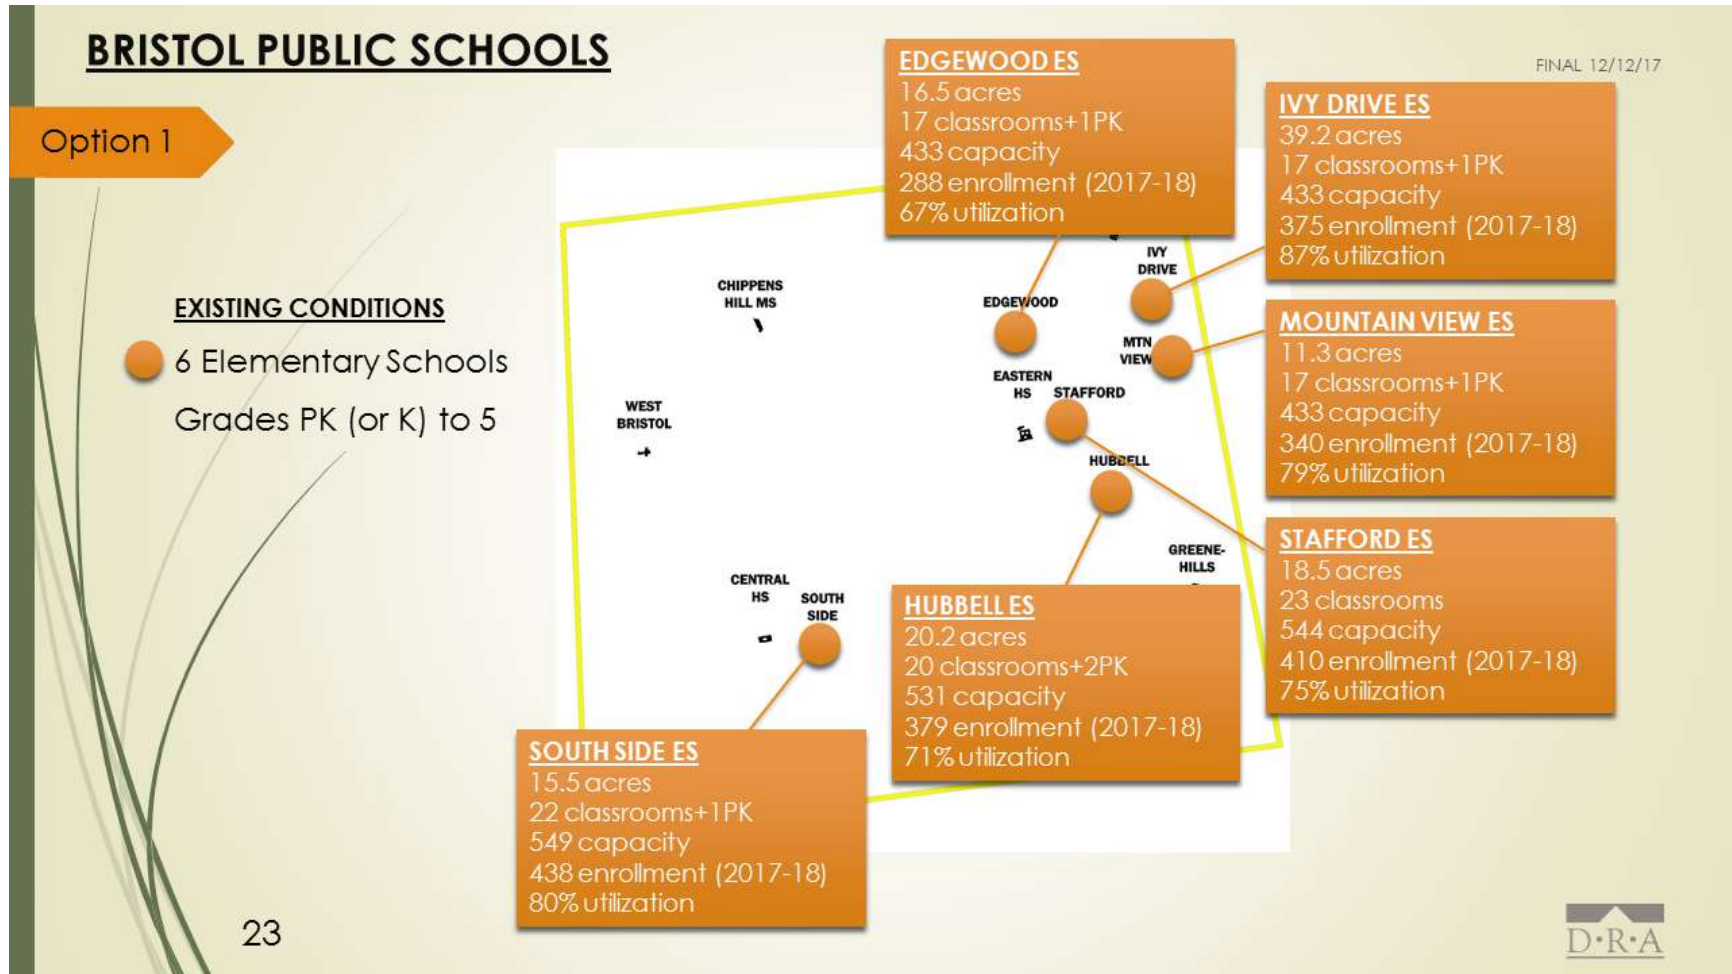 BRISTOL PUBLIC SCHOOLS
FINAL 12/12/17
Option 1
EXISTING CONDITIONS
6 Elementary Schools
Grades PK (or K) to 5
EDGEWOOD ES
16.5 acres
17 classrooms+1PK
433 capacity
288 enrollment (2017-18)
67% utilization
IVY DRIVE ES
39.2 acres
17 classrooms+1PK
433 capacity
375 enrollment (2017-18)
87% utilization
MOUNTAIN VIEW ES
11.3 acres
17 classrooms+1PK
433 capacity
340 enrollment (2017-18)
79% utilization
STAFFORD ES
18.5 acres
23 classrooms
544 capacity
410 enrollment (2017-18)
75% utilization
HUBBELL ES
20.2 acres
20 classrooms+2PK
531 capacity
379 enrollment (2017-18)
71% utilization
SOUTH SIDE ES
15.5 acres
22 classrooms+1PK
549 capacity
438 enrollment (2017-18)
80% utilization
CHIPPENS
HILL MS
WEST
BRISTOL
EDGEWOOD
IVY
DRIVE
MTN
VIEW
EASTERN
HS
STAFFORD
HUBBELL
GREENE-
HILLS
CENTRAL
HS
SOUTH
SIDE
23
D·R·A